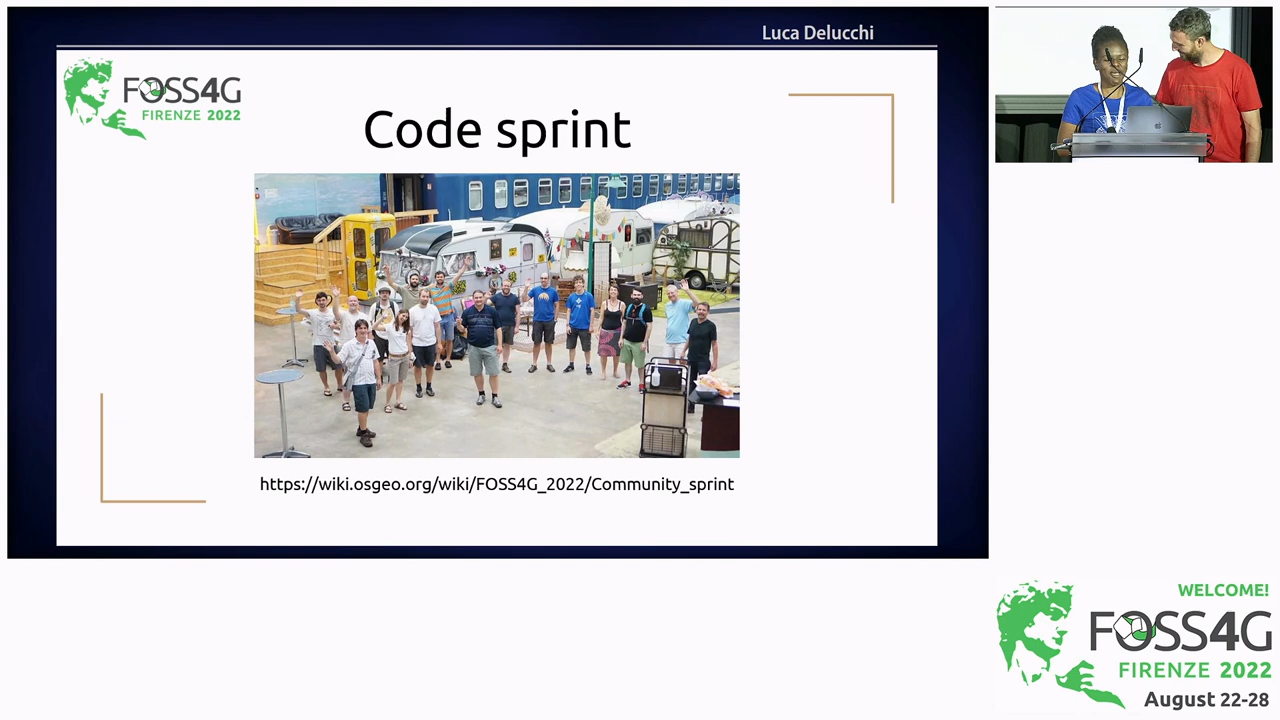 Luca Delucchi
FOSS4G
FIRENZE 2022
Code sprint
https://wiki.osgeo.org/wiki/FOSS4G_2022/Community_sprint
WELCOME!
FOSS4G
FIRENZE 2022
August 22-28